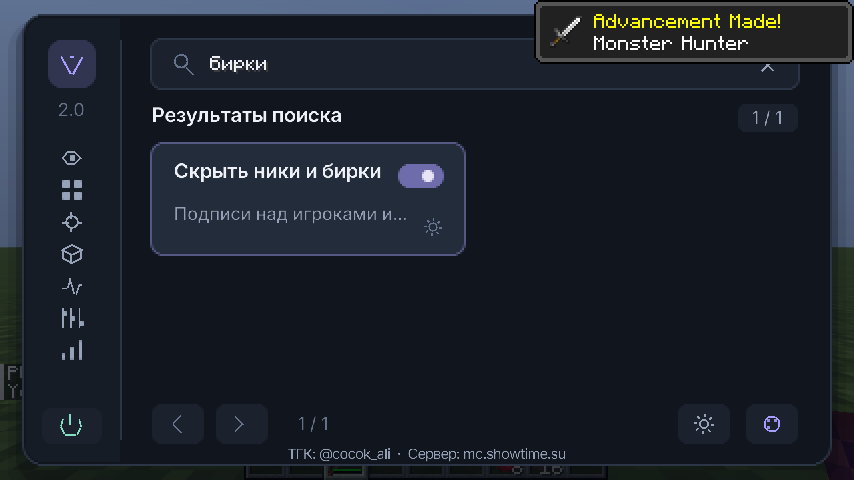 Advancement Made!
Monster Hunter
бирки
2.0
Результаты поиска
1 / 1
Скрыть ники и бирки
Подписи над игроками и...
1 / 1
ТГК: @cocok_ali · Сервер: mc.showtime.su